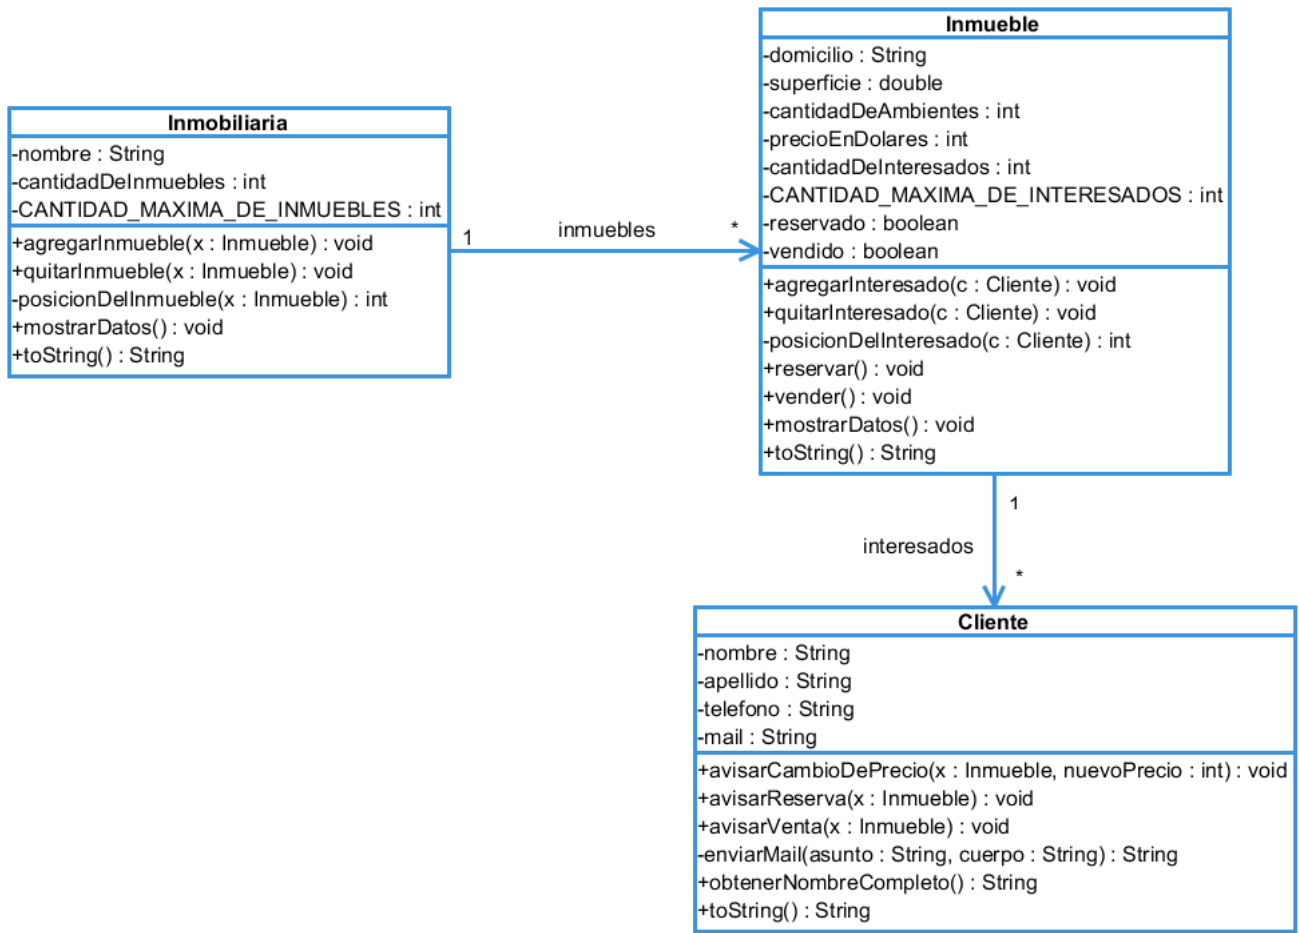 Inmobiliaria
-nombre : String
-cantidadDeInmuebles : int
-CANTIDAD_MAXIMA_DE_INMUEBLES : int
+agregarInmueble(x : Inmueble) : void
+quitarInmueble(x : Inmueble) : void
-posicionDelInmueble(x : Inmueble) : int
+mostrarDatos() : void
+toString() : String
1
inmuebles
*
Inmueble
-domicilio : String
-superficie : double
-cantidadDeAmbientes : int
-precioEnDolares : int
-cantidadDeInteresados : int
-CANTIDAD_MAXIMA_DE_INTERESADOS : int
-reservado : boolean
-vendido : boolean
+agregarInteresado(c : Cliente) : void
+quitarInteresado(c : Cliente) : void
-posicionDelInteresado(c : Cliente) : int
+reservar() : void
+vender() : void
+mostrarDatos() : void
+toString() : String
1
interesados
*
Cliente
-nombre : String
-apellido : String
-telefono : String
-mail : String
+avisarCambioDePrecio(x : Inmueble, nuevoPrecio : int) : void
+avisarReserva(x : Inmueble) : void
+avisarVenta(x : Inmueble) : void
-enviarMail(asunto : String, cuerpo : String) : String
+obtenerNombreCompleto() : String
+toString() : String